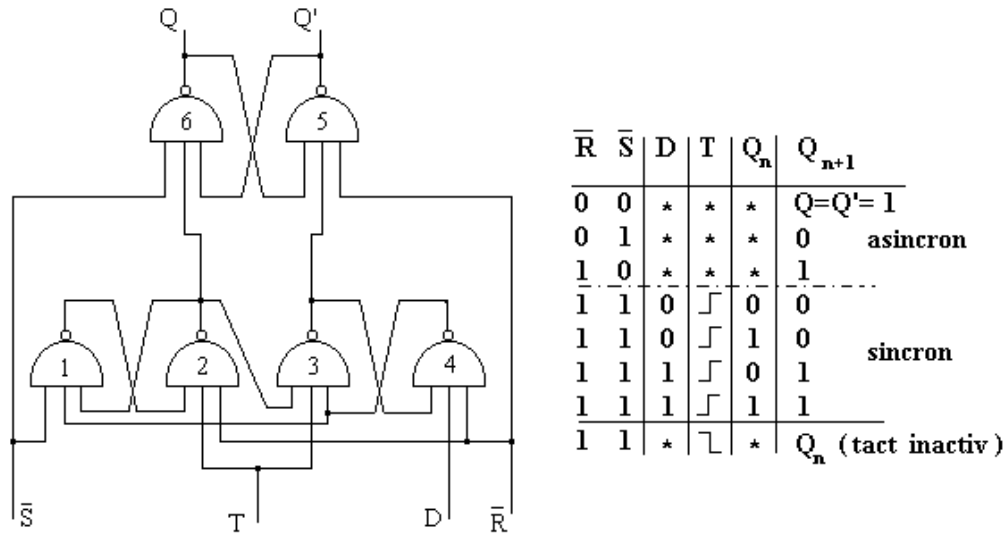 Q Q'
6 5
1 2 3 4
S̅ T D R̅
R̅ S̅ D T Qₙ Qₙ₊₁
0 0 * * * Q=Q'= 1
0 1 * * * 0 asincron
1 0 * * * 1
1 1 0 0 0
1 1 0 1 0 sincron
1 1 1 0 1
1 1 1 1 1
1 1 * * Qₙ ( tact inactiv )